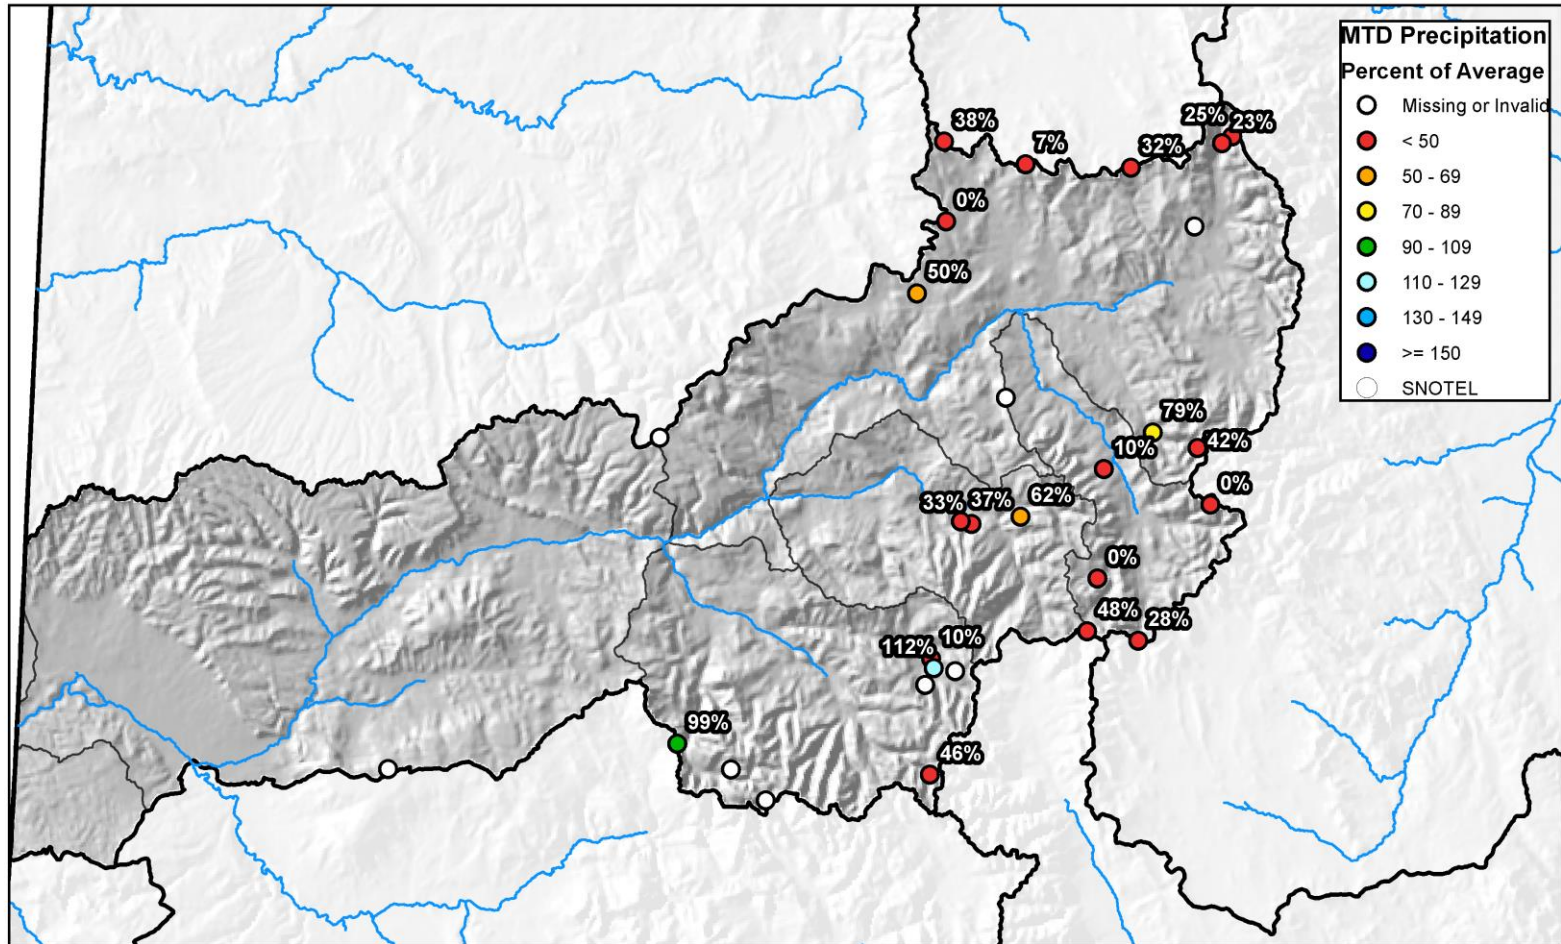 MTD Precipitation
Percent of Average
Missing or Invalid
< 50
50 - 69
70 - 89
90 - 109
110 - 129
130 - 149
>= 150
SNOTEL
25%
23%
38%
7%
32%
0%
50%
79%
42%
10%
0%
33%
37%
62%
0%
48%
28%
112%
10%
99%
46%